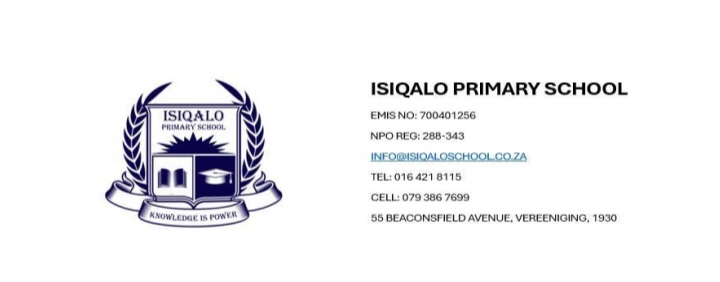 ISIQALO
PRIMARY SCHOOL
KNOWLEDGE IS POWER
ISIQALO PRIMARY SCHOOL
EMIS NO: 700401256
NPO REG: 288-343
INFO@ISIQALOSCHOOL.CO.ZA
TEL: 016 421 8115
CELL: 079 386 7699
55 BEACONSFIELD AVENUE, VEREENIGING, 1930